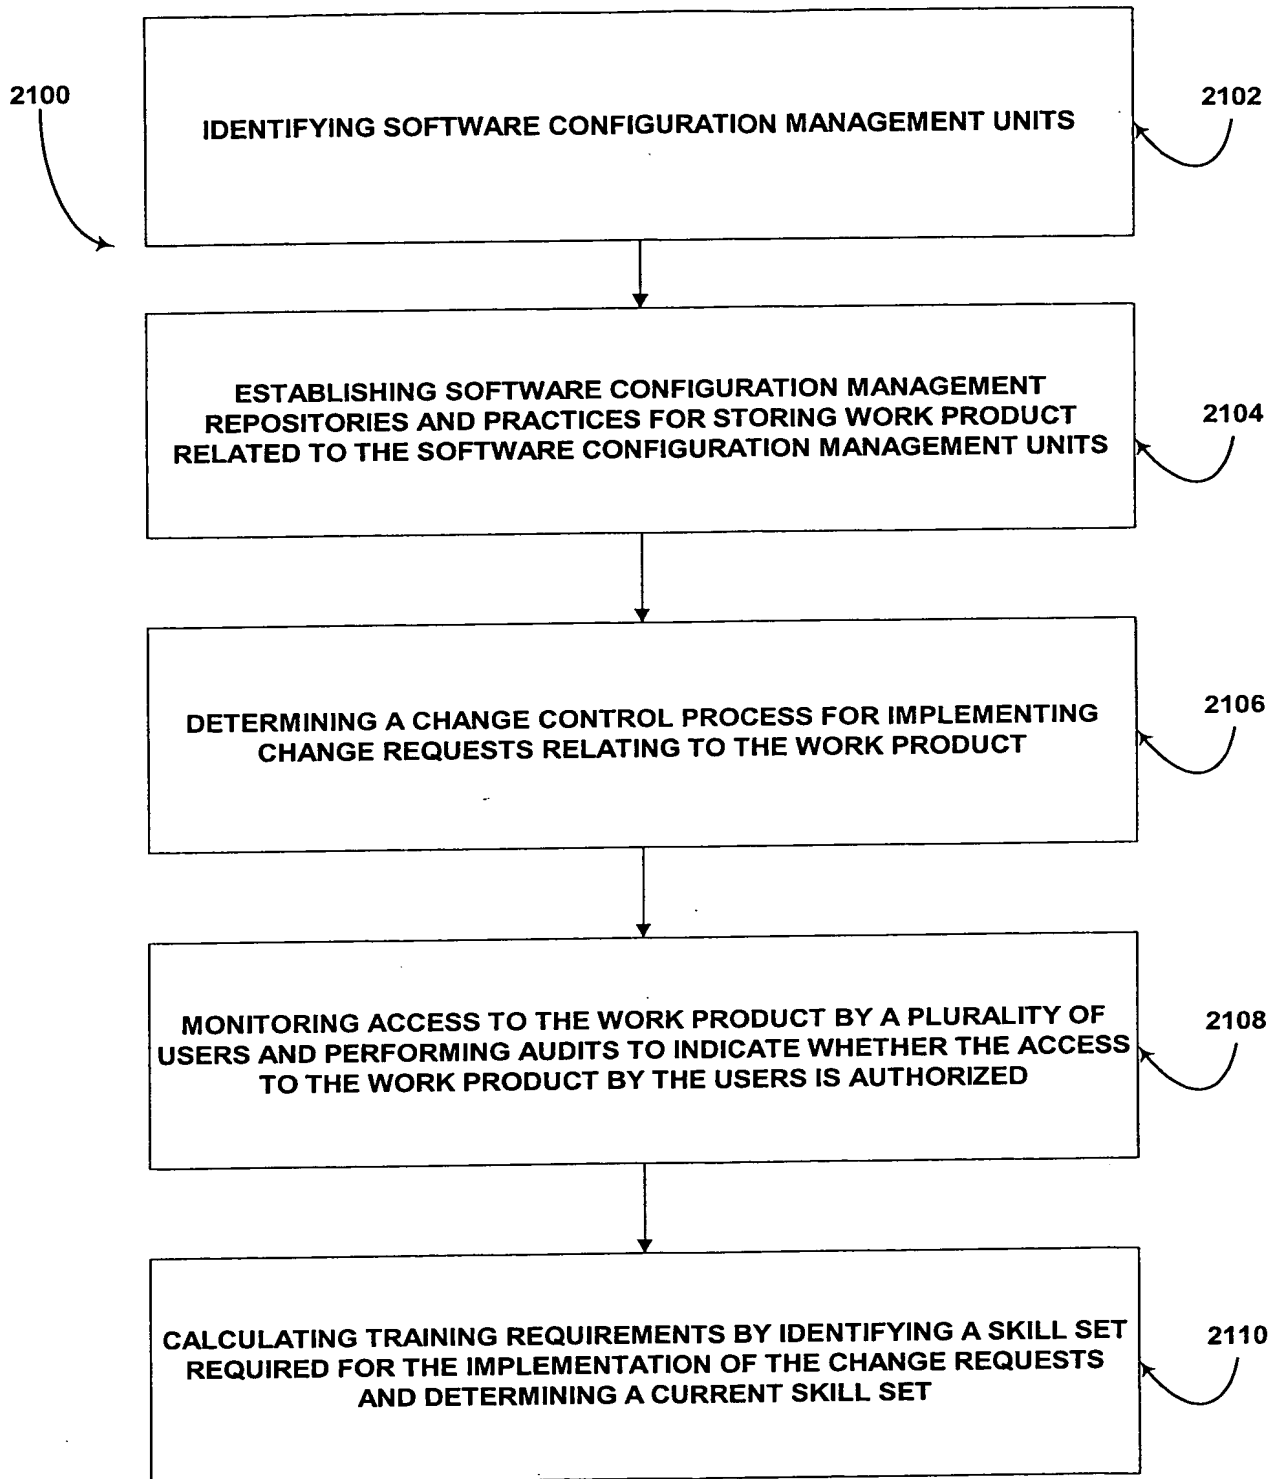 2100
IDENTIFYING SOFTWARE CONFIGURATION MANAGEMENT UNITS
2102
ESTABLISHING SOFTWARE CONFIGURATION MANAGEMENT
REPOSITORIES AND PRACTICES FOR STORING WORK PRODUCT
RELATED TO THE SOFTWARE CONFIGURATION MANAGEMENT UNITS
2104
DETERMINING A CHANGE CONTROL PROCESS FOR IMPLEMENTING
CHANGE REQUESTS RELATING TO THE WORK PRODUCT
2106
MONITORING ACCESS TO THE WORK PRODUCT BY A PLURALITY OF
USERS AND PERFORMING AUDITS TO INDICATE WHETHER THE ACCESS
TO THE WORK PRODUCT BY THE USERS IS AUTHORIZED
2108
CALCULATING TRAINING REQUIREMENTS BY IDENTIFYING A SKILL SET
REQUIRED FOR THE IMPLEMENTATION OF THE CHANGE REQUESTS
AND DETERMINING A CURRENT SKILL SET
2110